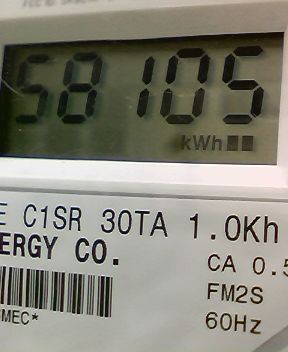 58105
kWh
E C1SR 30TA 1.0Kh
ERGY CO.
CA 0.5
FM2S
MEC*
60Hz